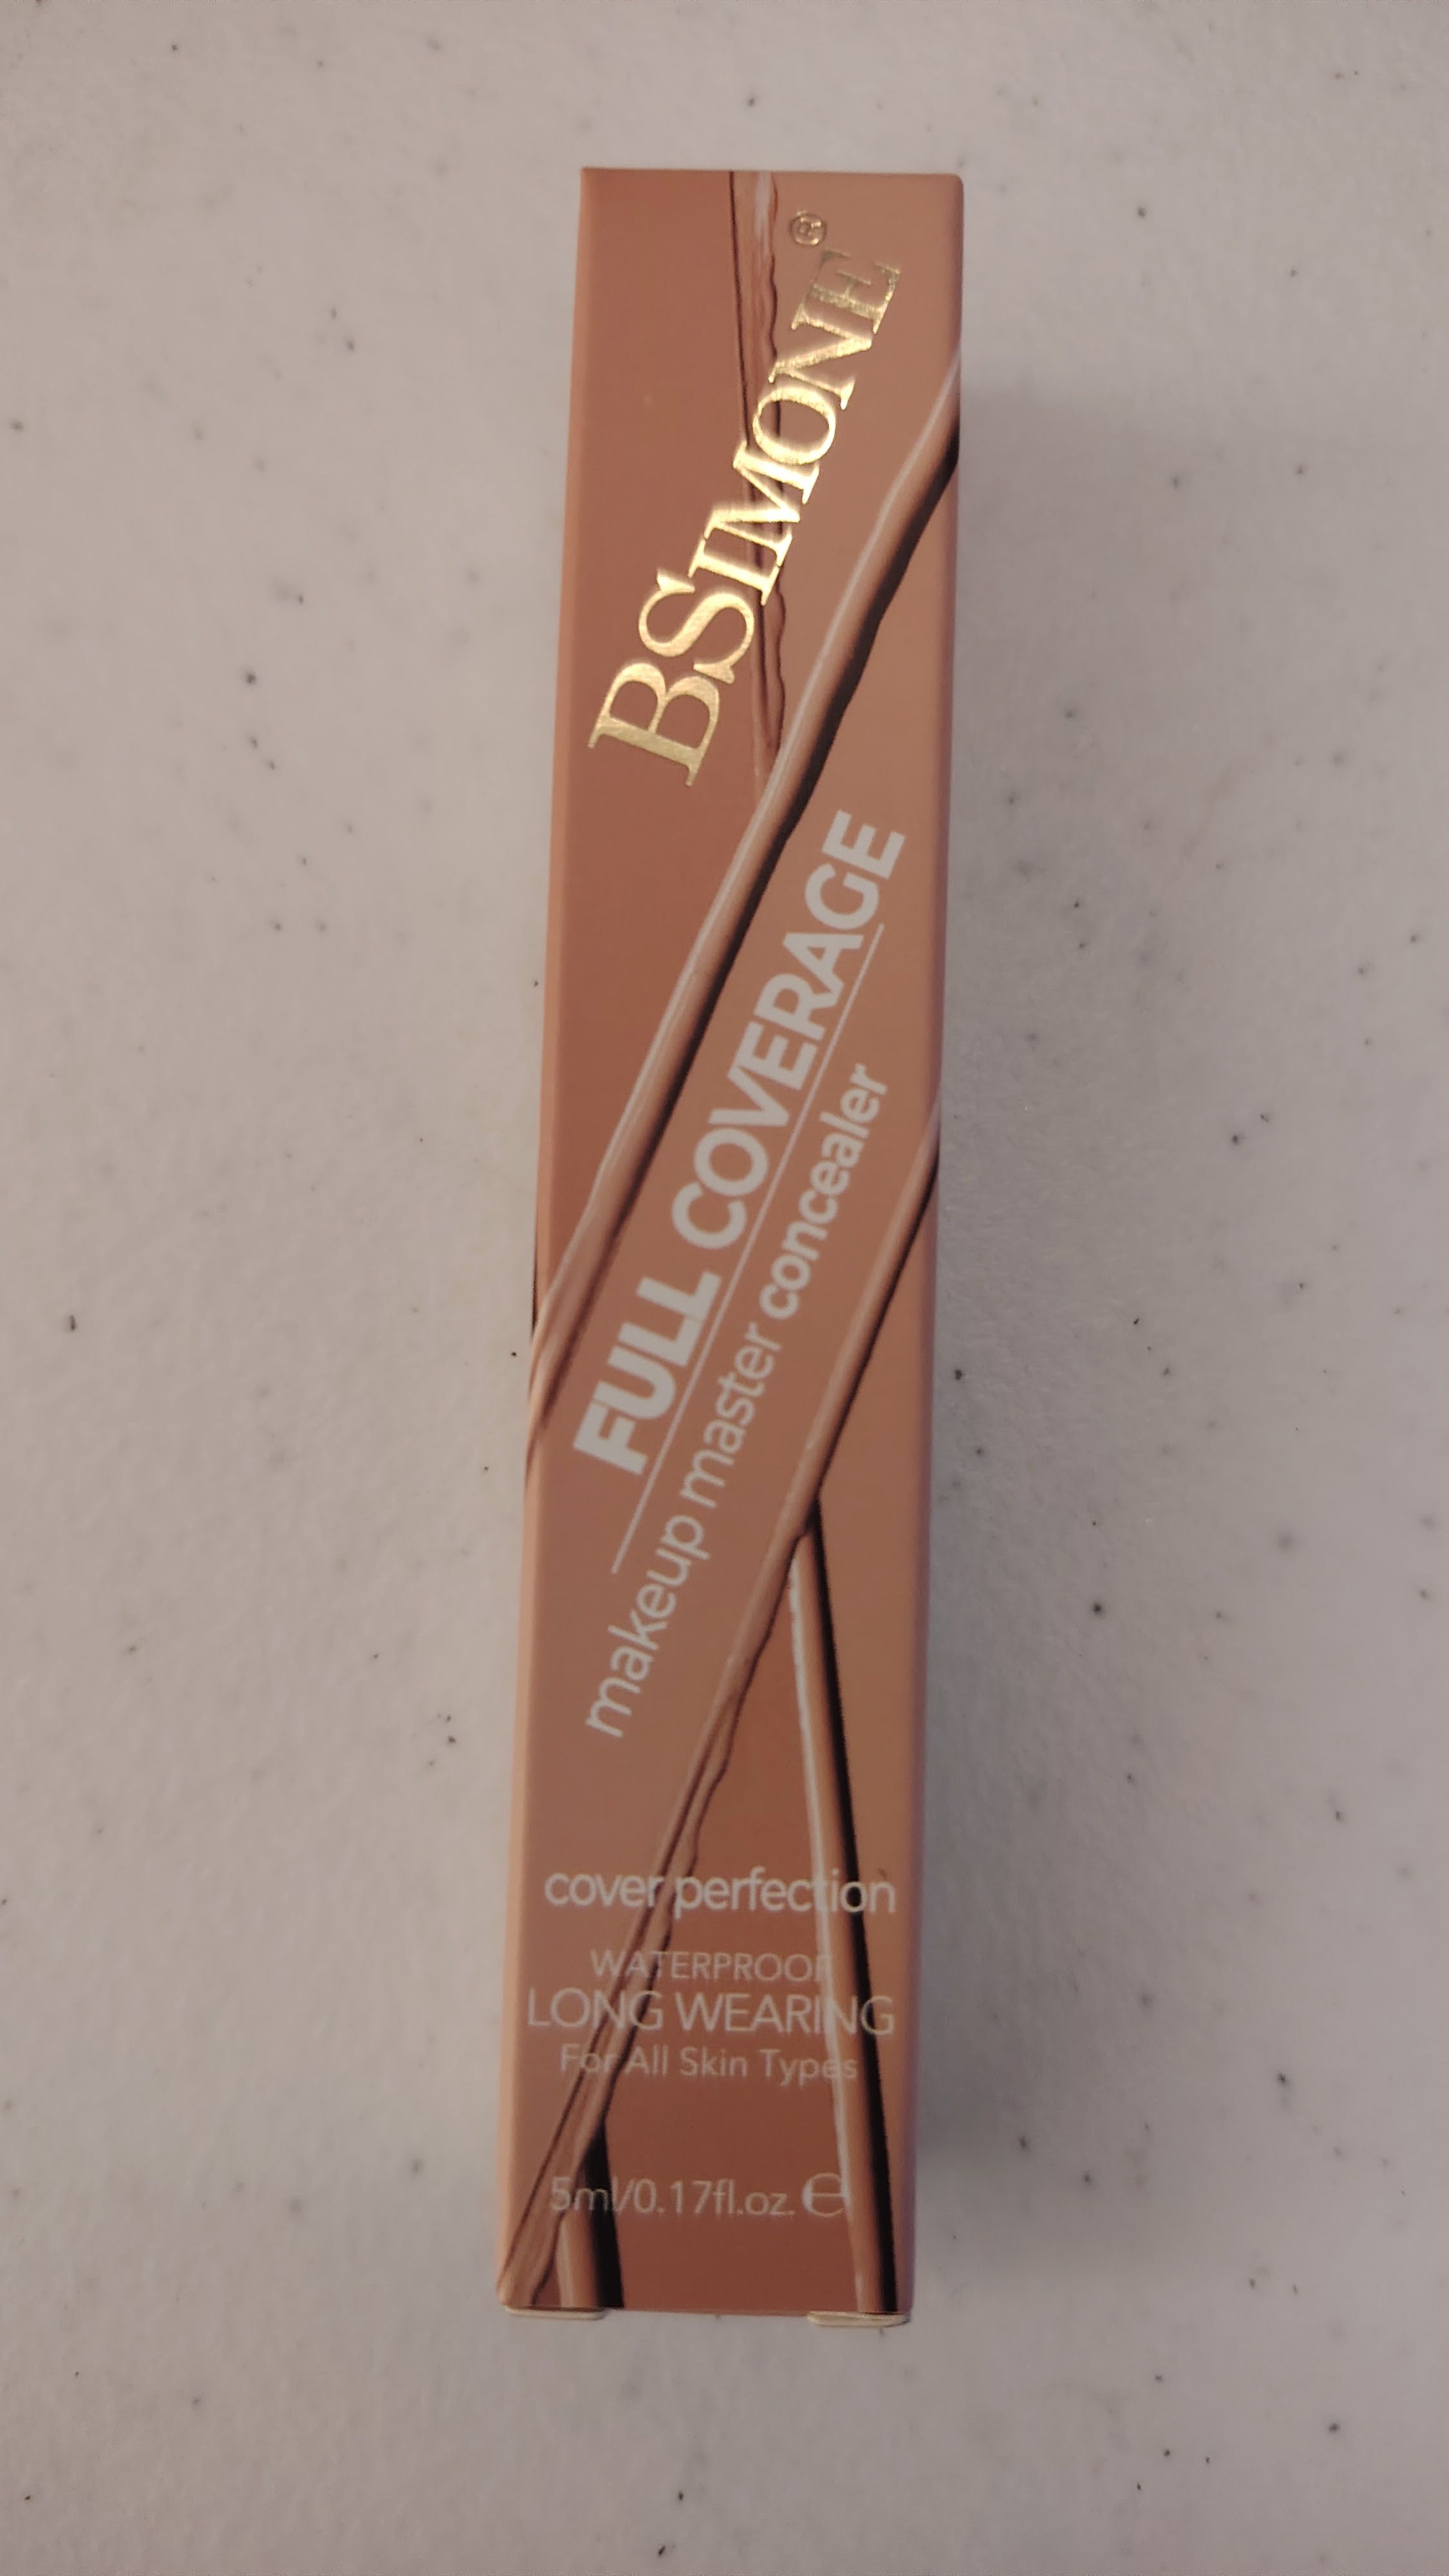 BSIMONE®
FULL COVERAGE
makeup master concealer
cover perfection
WATERPROOF
LONG WEARING
For All Skin Types
5ml/0.17fl.oz. ℮